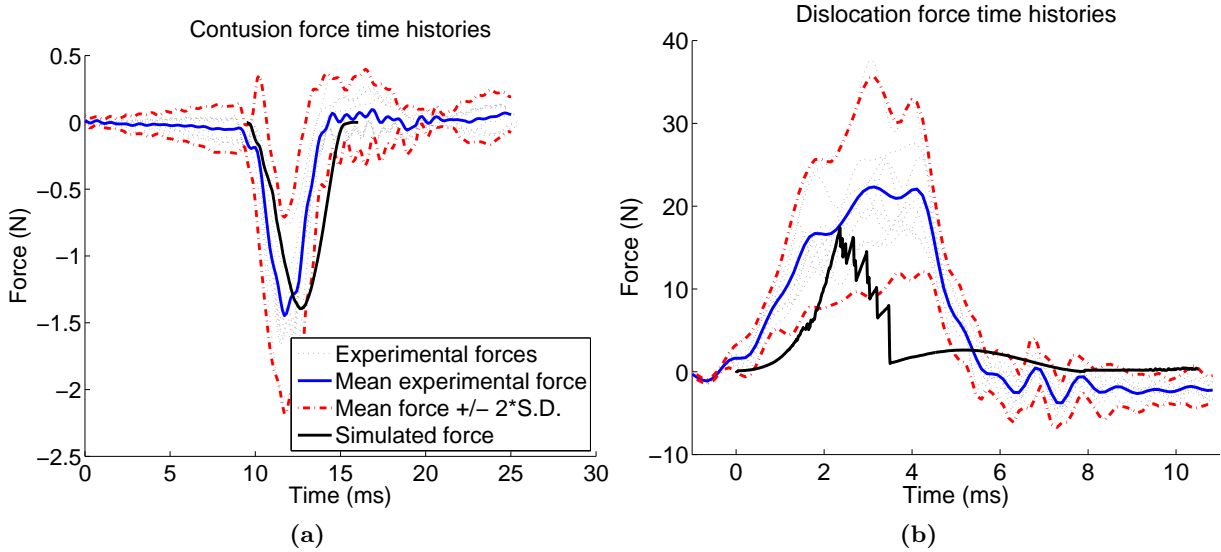 Contusion force time histories
0.5
0
−0.5
−1
−1.5
−2
−2.5
Force (N)
0 5 10 15 20 25 30
Time (ms)
Experimental forces
Mean experimental force
Mean force +/− 2*S.D.
Simulated force
(a)
Dislocation force time histories
40
30
20
10
0
−10
Force (N)
0 2 4 6 8 10
Time (ms)
(b)